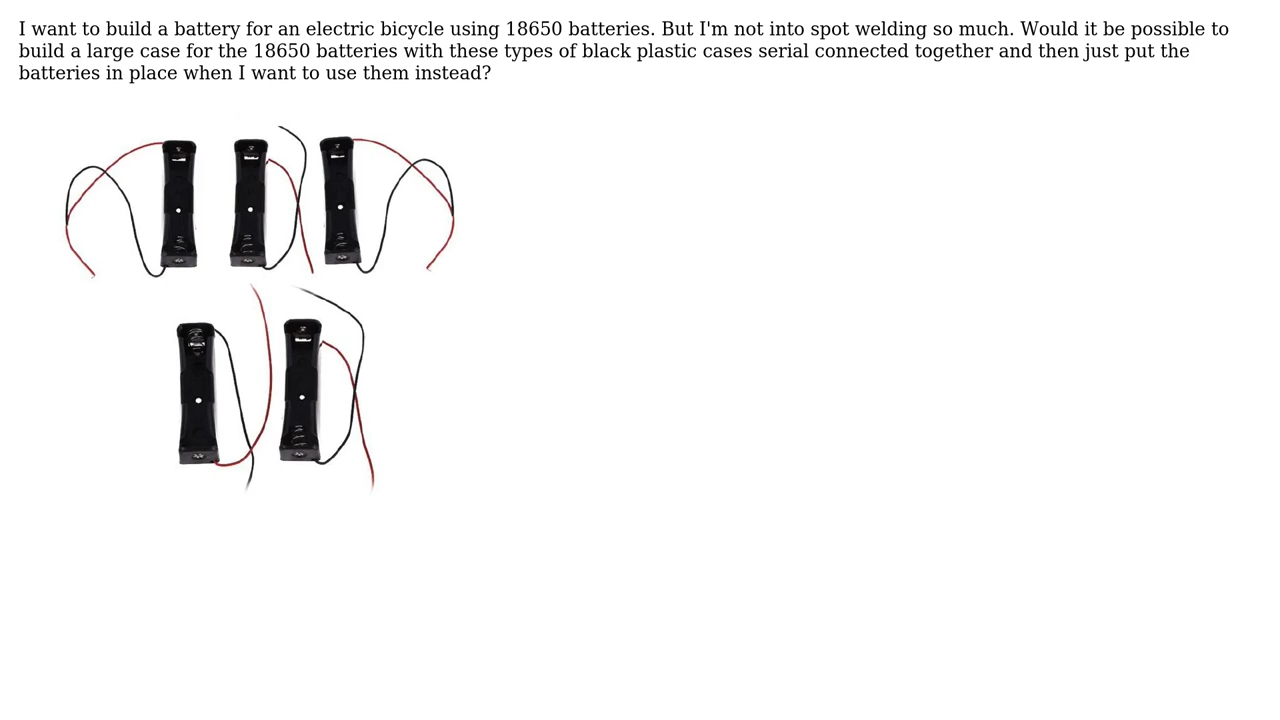 I want to build a battery for an electric bicycle using 18650 batteries. But I'm not into spot welding so much. Would it be possible to
build a large case for the 18650 batteries with these types of black plastic cases serial connected together and then just put the
batteries in place when I want to use them instead?